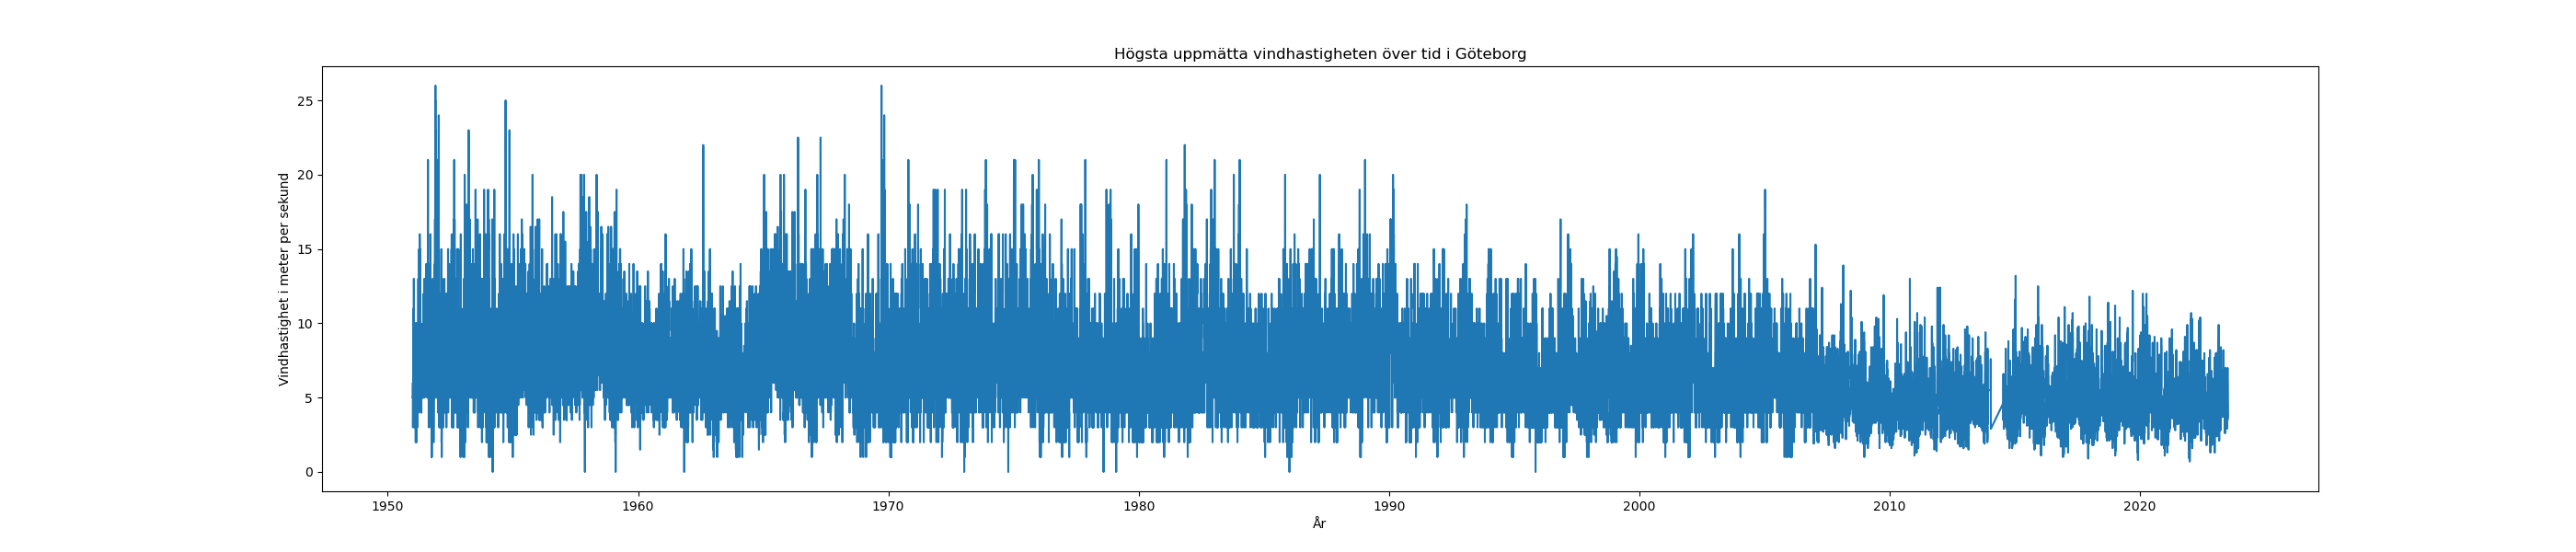 Högsta uppmätta vindhastigheten över tid i Göteborg
Vindhastighet i meter per sekund
25
20
15
10
5
0
1950 1960 1970 1980 1990 2000 2010 2020
År